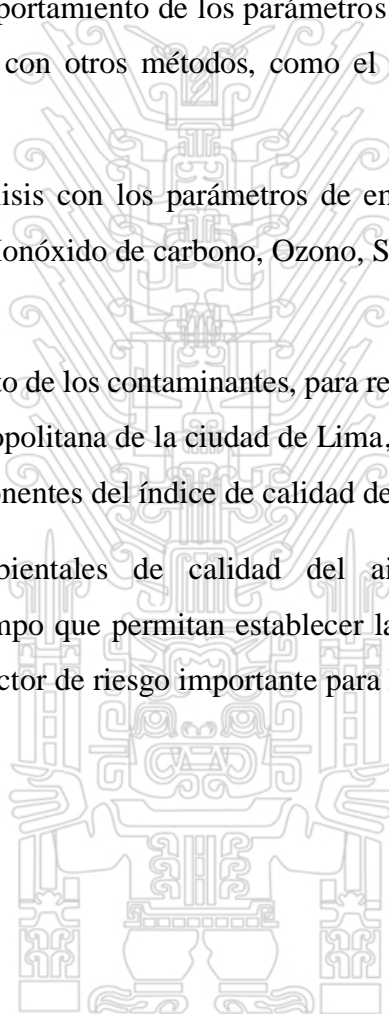 portamiento de los parámetros
con otros métodos, como el
isis con los parámetros de en
onóxido de carbono, Ozono, S
to de los contaminantes, para re
opolitana de la ciudad de Lima,
onentes del índice de calidad de
bientales de calidad del ai
mpo que permitan establecer la
ctor de riesgo importante para